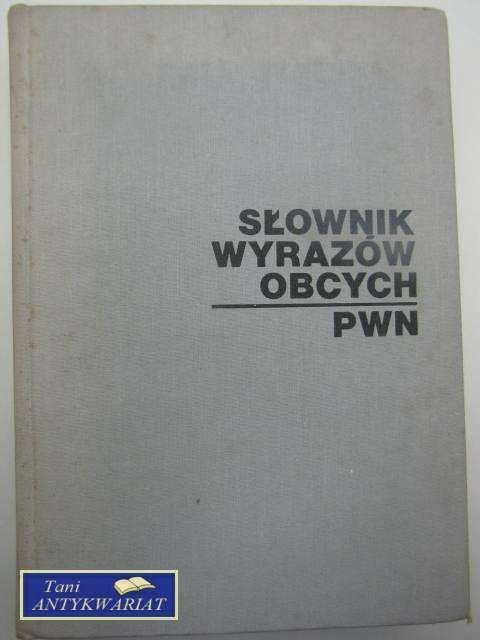 SŁOWNIK
WYRAZÓW
OBCYCH
PWN
Tani
ANTYKWARIAT